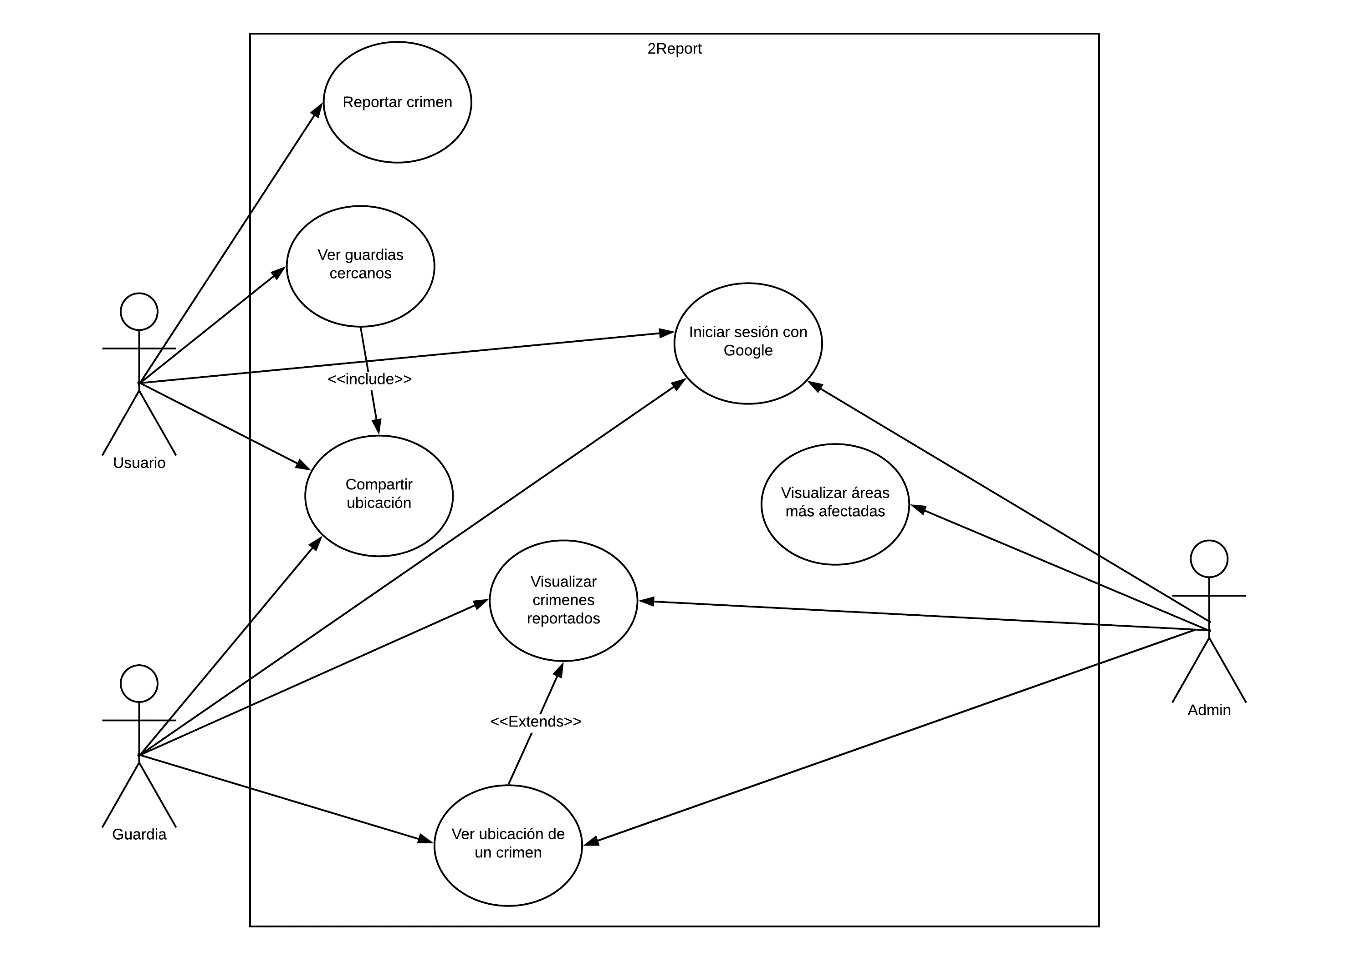 2Report
Reportar crimen
Ver guardias
cercanos
Iniciar sesión con
Google
<<include>>
Usuario
Compartir
ubicación
Visualizar áreas
más afectadas
Visualizar
crimenes
reportados
Admin
<<Extends>>
Guardia
Ver ubicación de
un crimen